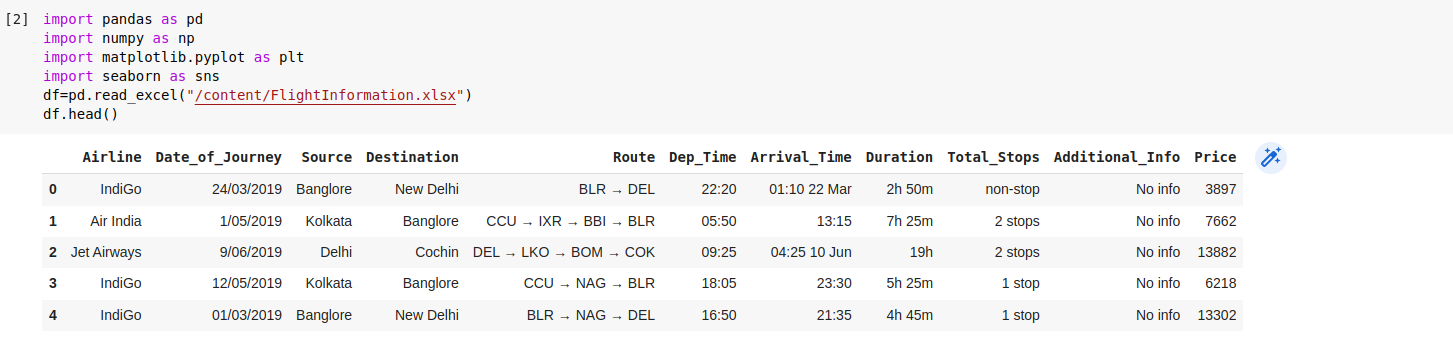 [2] import pandas as pd
import numpy as np
import matplotlib.pyplot as plt
import seaborn as sns
df=pd.read_excel("/content/FlightInformation.xlsx")
df.head()
Airline Date_of_Journey Source Destination Route Dep_Time Arrival_Time Duration Total_Stops Additional_Info Price
0 IndiGo 24/03/2019 Banglore New Delhi BLR → DEL 22:20 01:10 22 Mar 2h 50m non-stop No info 3897
1 Air India 1/05/2019 Kolkata Banglore CCU → IXR → BBI → BLR 05:50 13:15 7h 25m 2 stops No info 7662
2 Jet Airways 9/06/2019 Delhi Cochin DEL → LKO → BOM → COK 09:25 04:25 10 Jun 19h 2 stops No info 13882
3 IndiGo 12/05/2019 Kolkata Banglore CCU → NAG → BLR 18:05 23:30 5h 25m 1 stop No info 6218
4 IndiGo 01/03/2019 Banglore New Delhi BLR → NAG → DEL 16:50 21:35 4h 45m 1 stop No info 13302